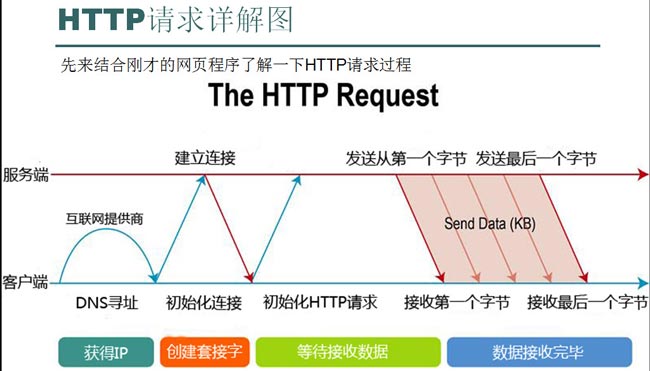 HTTP请求详解图
先来结合刚才的网页程序了解一下HTTP请求过程
The HTTP Request
建立连接
发送从第一个字节
发送最后一个字节
服务端
互联网提供商
Send Data (KB)
客户端
DNS寻址
初始化连接
初始化HTTP请求
接收第一个字节
接收最后一个字节
获得IP
创建套接字
等待接收数据
数据接收完毕